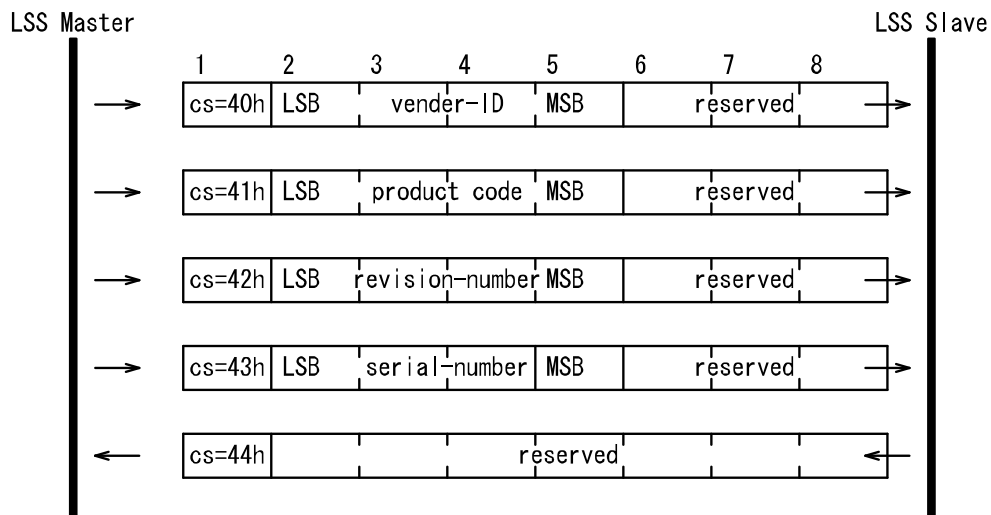 LSS Master LSS Slave
1 2 3 4 5 6 7 8
cs=40h LSB vender-ID MSB reserved
cs=41h LSB product code MSB reserved
cs=42h LSB revision-number MSB reserved
cs=43h LSB serial-number MSB reserved
cs=44h reserved